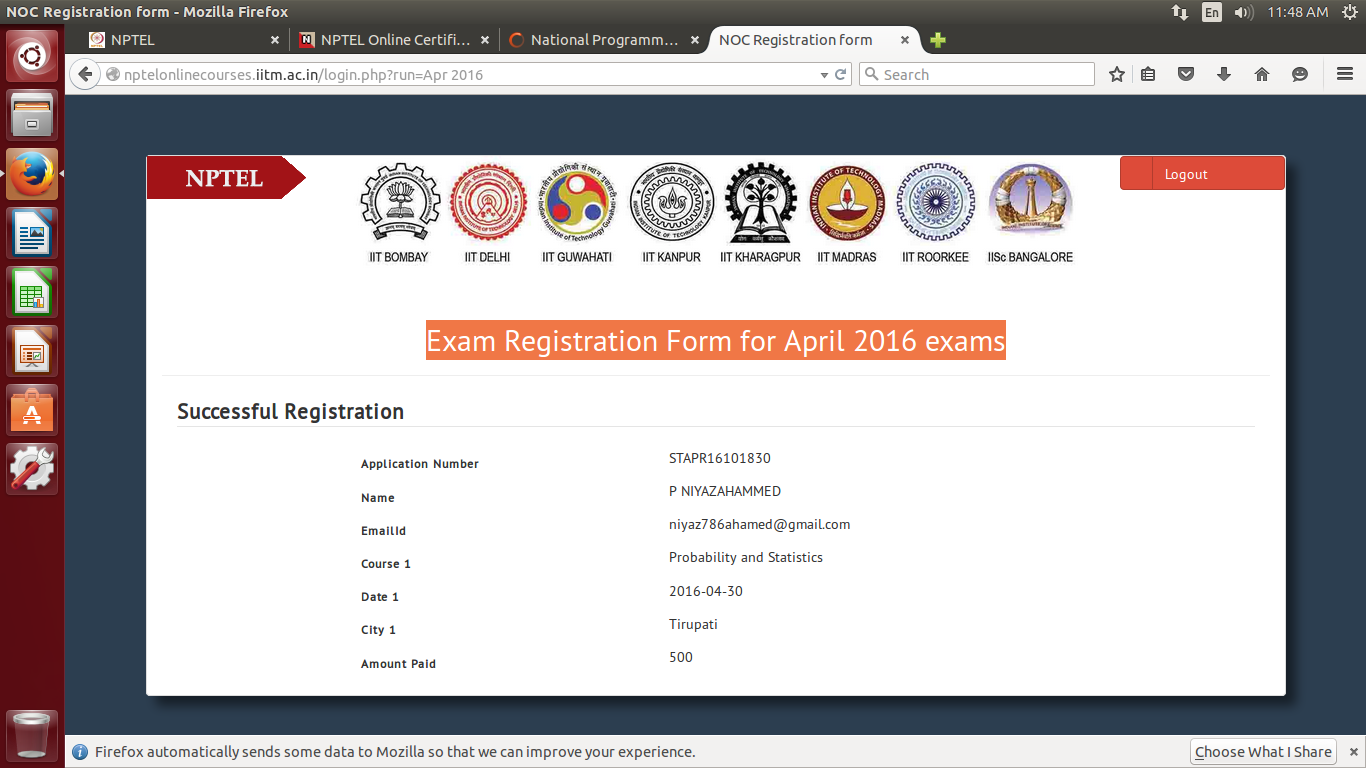 NOC Registration form - Mozilla Firefox
En
11:48 AM
NPTEL
NPTEL Online Certifi...
National Programm...
NOC Registration form
nptelonlinecourses.iitm.ac.in/login.php?run=Apr 2016
Search
NPTEL
Logout
IIT BOMBAY
IIT DELHI
IIT GUWAHATI
IIT KANPUR
IIT KHARAGPUR
IIT MADRAS
IIT ROORKEE
IISc BANGALORE
Exam Registration Form for April 2016 exams
Successful Registration
Application Number STAPR16101830
Name P NIYAZAHAMMED
EmailId niyaz786ahamed@gmail.com
Course 1 Probability and Statistics
Date 1 2016-04-30
City 1 Tirupati
Amount Paid 500
Firefox automatically sends some data to Mozilla so that we can improve your experience.
Choose What I Share